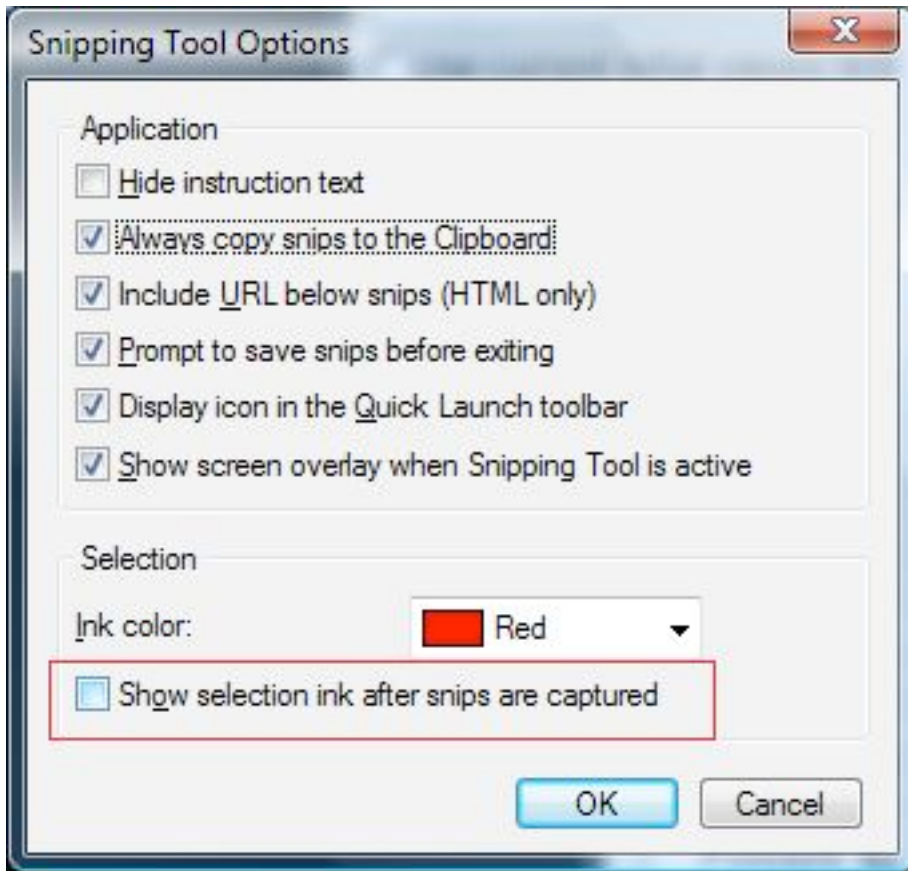 Snipping Tool Options
Application
Hide instruction text
Always copy snips to the Clipboard
Include URL below snips (HTML only)
Prompt to save snips before exiting
Display icon in the Quick Launch toolbar
Show screen overlay when Snipping Tool is active
Selection
Ink color: Red
Show selection ink after snips are captured
OK Cancel